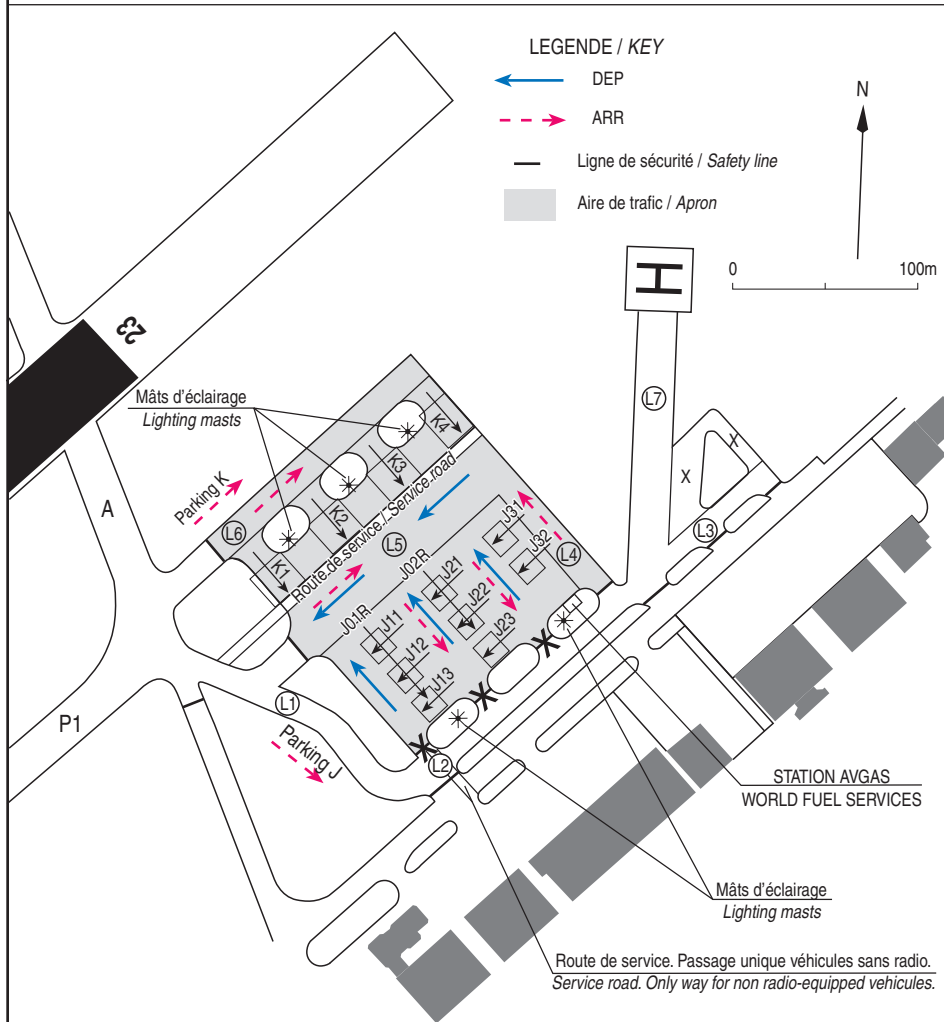 LEGENDE / KEY
DEP
ARR
Ligne de sécurité / Safety line
Aire de trafic / Apron
N
0 100m
23
Mâts d'éclairage
Lighting masts
A
Parking K
L6
K1
K2
K3
K4
Route de service / Service road
L5
J01R
J02R
J11
J12
J13
J21
J22
J23
J31
J32
L4
L7
X
X
L3
P1
L1
Parking J
L2
STATION AVGAS
WORLD FUEL SERVICES
Mâts d'éclairage
Lighting masts
Route de service. Passage unique véhicules sans radio.
Service road. Only way for non radio-equipped vehicules.